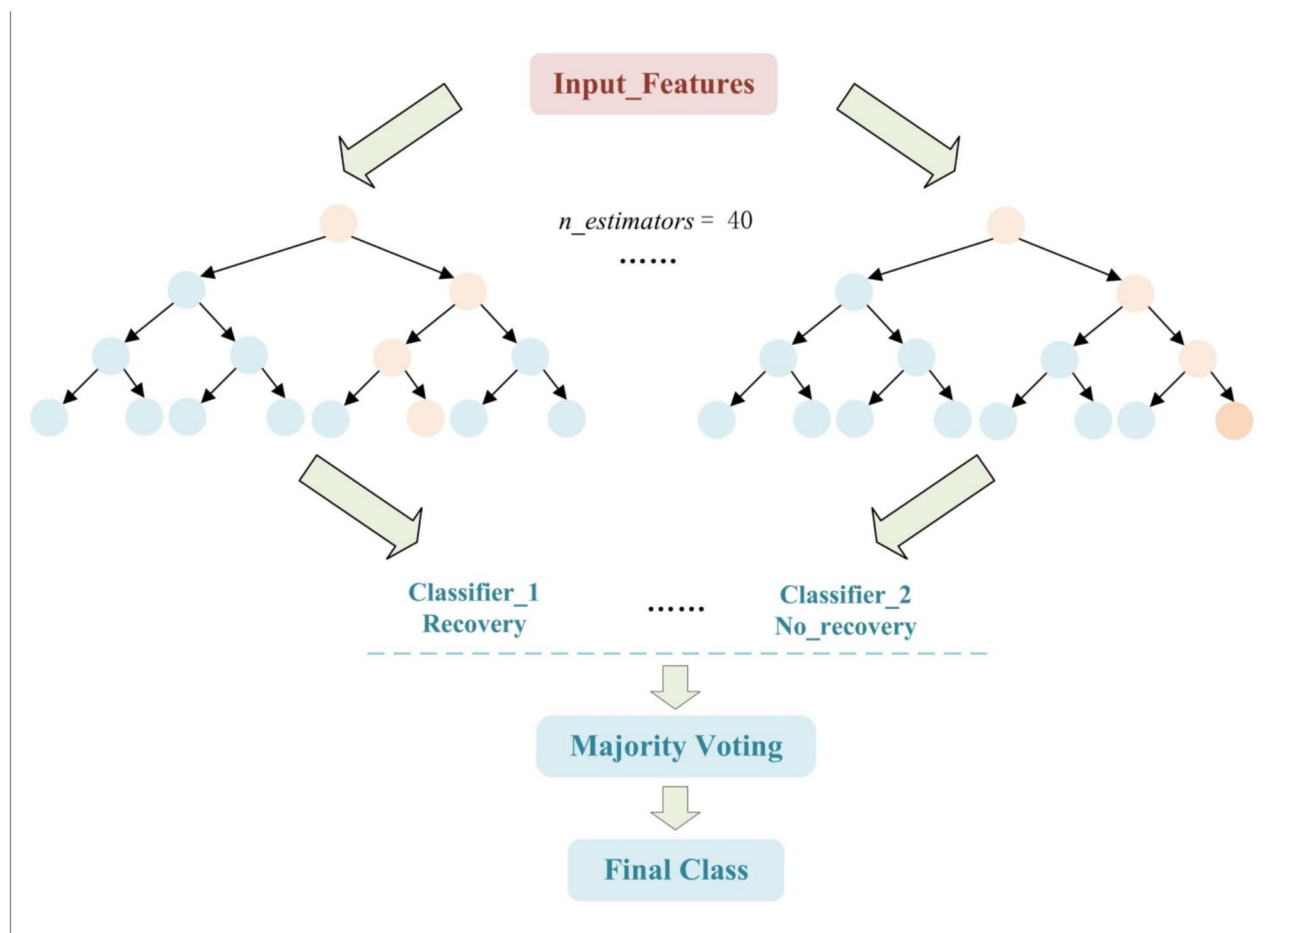 Input_Features
n_estimators = 40
......
Classifier_1
Recovery
......
Classifier_2
No_recovery
Majority Voting
Final Class